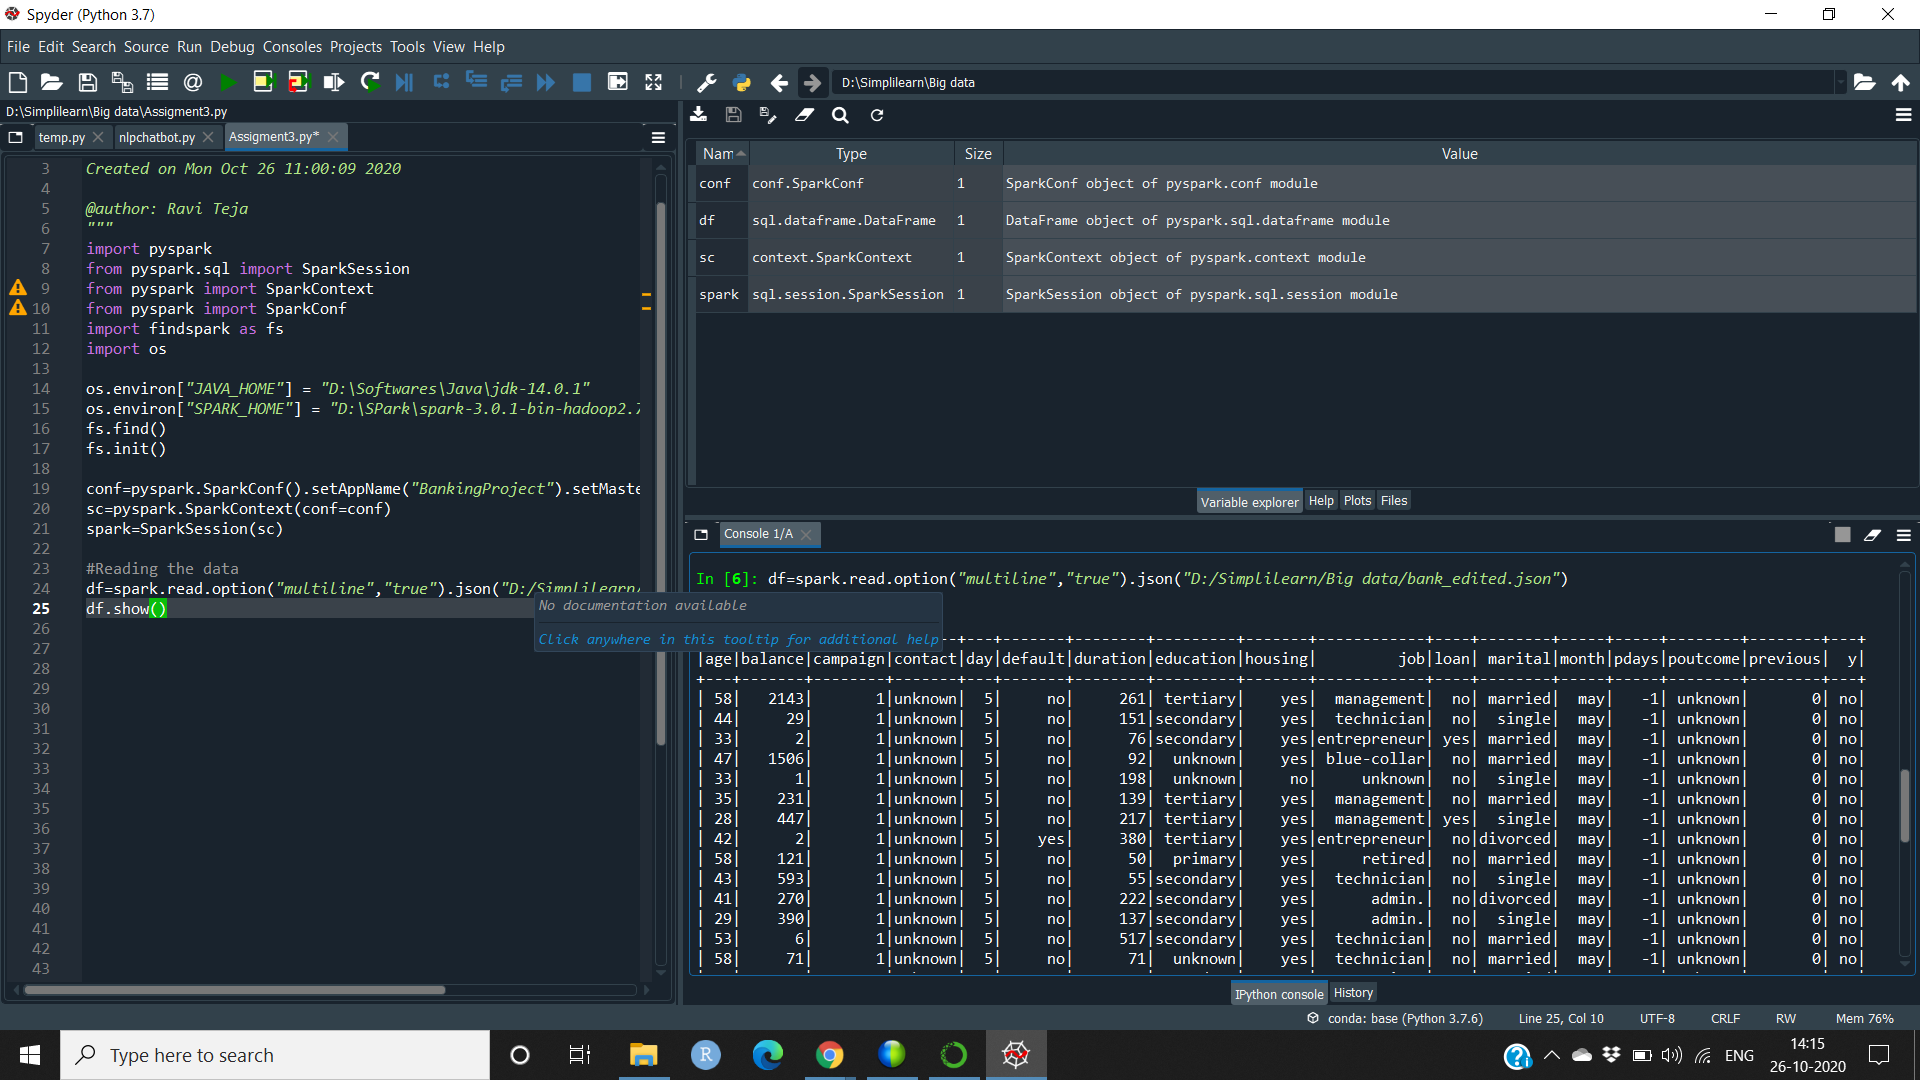 Spyder (Python 3.7)
File Edit Search Source Run Debug Consoles Projects Tools View Help
D:\Simplilearn\Big data
D:\Simplilearn\Big data\Assigment3.py
temp.py nlpchatbot.py Assigment3.py*
3 Created on Mon Oct 26 11:00:09 2020
4
5 @author: Ravi Teja
6 """
7 import pyspark
8 from pyspark.sql import SparkSession
9 from pyspark import SparkContext
10 from pyspark import SparkConf
11 import findspark as fs
12 import os
13
14 os.environ["JAVA_HOME"] = "D:\Softwares\Java\jdk-14.0.1"
15 os.environ["SPARK_HOME"] = "D:\SPark\spark-3.0.1-bin-hadoop2.7
16 fs.find()
17 fs.init()
18
19 conf=pyspark.SparkConf().setAppName("BankingProject").setMaste
20 sc=pyspark.SparkContext(conf=conf)
21 spark=SparkSession(sc)
22
23 #Reading the data
24 df=spark.read.option("multiline","true").json("D:/Simplilearn/
25 df.show()
26
27
28
29
30
31
32
33
34
35
36
37
38
39
40
41
42
43
No documentation available
Click anywhere in this tooltip for additional help
Nam Type Size Value
conf conf.SparkConf 1 SparkConf object of pyspark.conf module
df sql.dataframe.DataFrame 1 DataFrame object of pyspark.sql.dataframe module
sc context.SparkContext 1 SparkContext object of pyspark.context module
spark sql.session.SparkSession 1 SparkSession object of pyspark.sql.session module
Variable explorer Help Plots Files
Console 1/A
In [6]: df=spark.read.option("multiline","true").json("D:/Simplilearn/Big data/bank_edited.json")
--+---+-------+--------+---------+-------+------------+----+--------+-----+-----+--------+--------+---+
|age|balance|campaign|contact|day|default|duration|education|housing|         job|loan| marital|month|pdays|poutcome|previous|  y|
+---+-------+--------+-------+---+-------+--------+---------+-------+------------+----+--------+-----+-----+--------+--------+---+
| 58|   2143|       1|unknown|  5|     no|     261| tertiary|    yes|  management|  no| married|  may|   -1| unknown|       0| no|
| 44|     29|       1|unknown|  5|     no|     151|secondary|    yes|  technician|  no|  single|  may|   -1| unknown|       0| no|
| 33|      2|       1|unknown|  5|     no|      76|secondary|    yes|entrepreneur| yes| married|  may|   -1| unknown|       0| no|
| 47|   1506|       1|unknown|  5|     no|      92|  unknown|    yes| blue-collar|  no| married|  may|   -1| unknown|       0| no|
| 33|      1|       1|unknown|  5|     no|     198|  unknown|     no|     unknown|  no|  single|  may|   -1| unknown|       0| no|
| 35|    231|       1|unknown|  5|     no|     139| tertiary|    yes|  management|  no| married|  may|   -1| unknown|       0| no|
| 28|    447|       1|unknown|  5|     no|     217| tertiary|    yes|  management| yes|  single|  may|   -1| unknown|       0| no|
| 42|      2|       1|unknown|  5|    yes|     380| tertiary|    yes|entrepreneur|  no|divorced|  may|   -1| unknown|       0| no|
| 58|    121|       1|unknown|  5|     no|      50|  primary|    yes|     retired|  no| married|  may|   -1| unknown|       0| no|
| 43|    593|       1|unknown|  5|     no|      55|secondary|    yes|  technician|  no|  single|  may|   -1| unknown|       0| no|
| 41|    270|       1|unknown|  5|     no|     222|secondary|    yes|      admin.|  no|divorced|  may|   -1| unknown|       0| no|
| 29|    390|       1|unknown|  5|     no|     137|secondary|    yes|      admin.|  no|  single|  may|   -1| unknown|       0| no|
| 53|      6|       1|unknown|  5|     no|     517|secondary|    yes|  technician|  no| married|  may|   -1| unknown|       0| no|
| 58|     71|       1|unknown|  5|     no|      71|  unknown|    yes|  technician|  no| married|  may|   -1| unknown|       0| no|
IPython console History
conda: base (Python 3.7.6) Line 25, Col 10 UTF-8 CRLF RW Mem 76%
Type here to search
R
ENG
14:15
26-10-2020